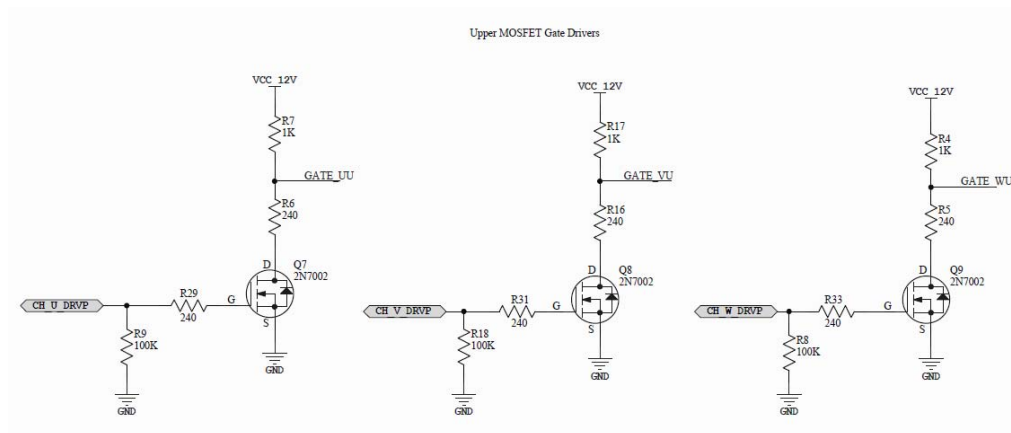 Upper MOSFET Gate Drivers
VCC_12V
R7
1K
GATE_UU
R6
240
D
Q7
2N7002
CH_U_DRVP
R29
240
G
S
R9
100K
GND
GND
VCC_12V
R17
1K
GATE_VU
R16
240
D
Q8
2N7002
CH_V_DRVP
R31
240
G
S
R18
100K
GND
GND
VCC_12V
R4
1K
GATE_WU
R5
240
D
Q9
2N7002
CH_W_DRVP
R33
240
G
S
R8
100K
GND
GND